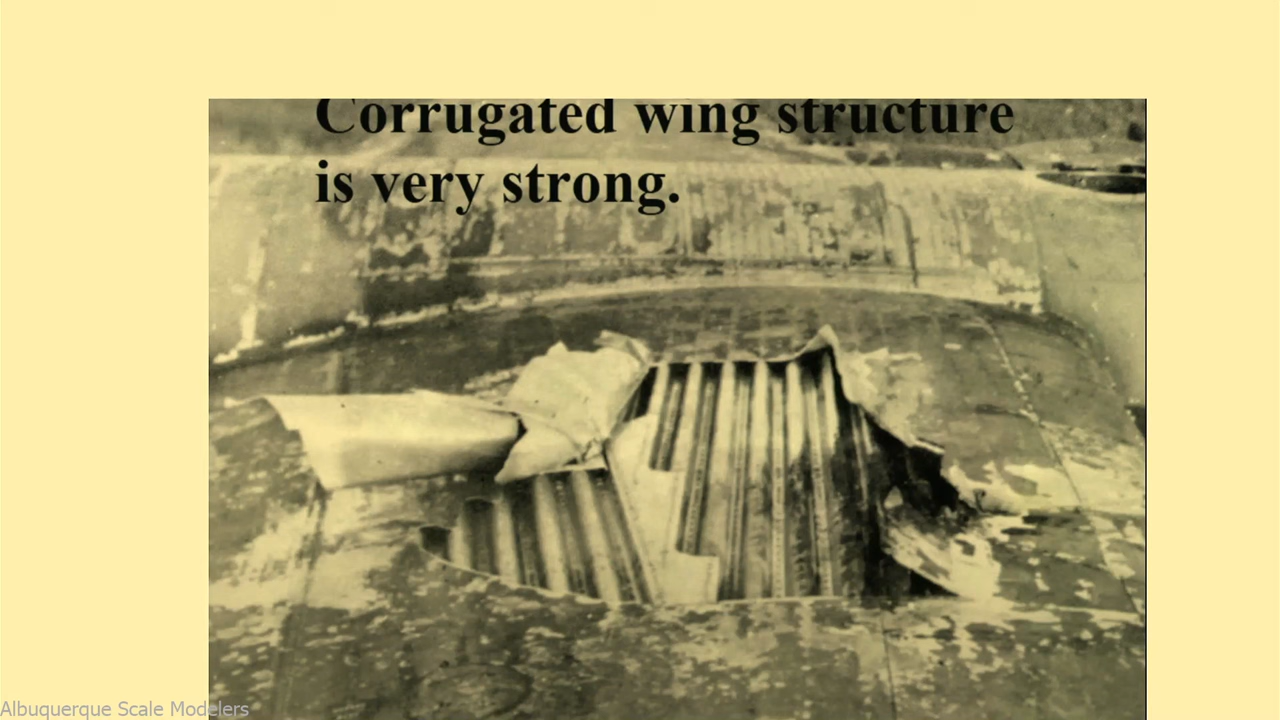 Corrugated wing structure
is very strong.
Albuquerque Scale Modelers